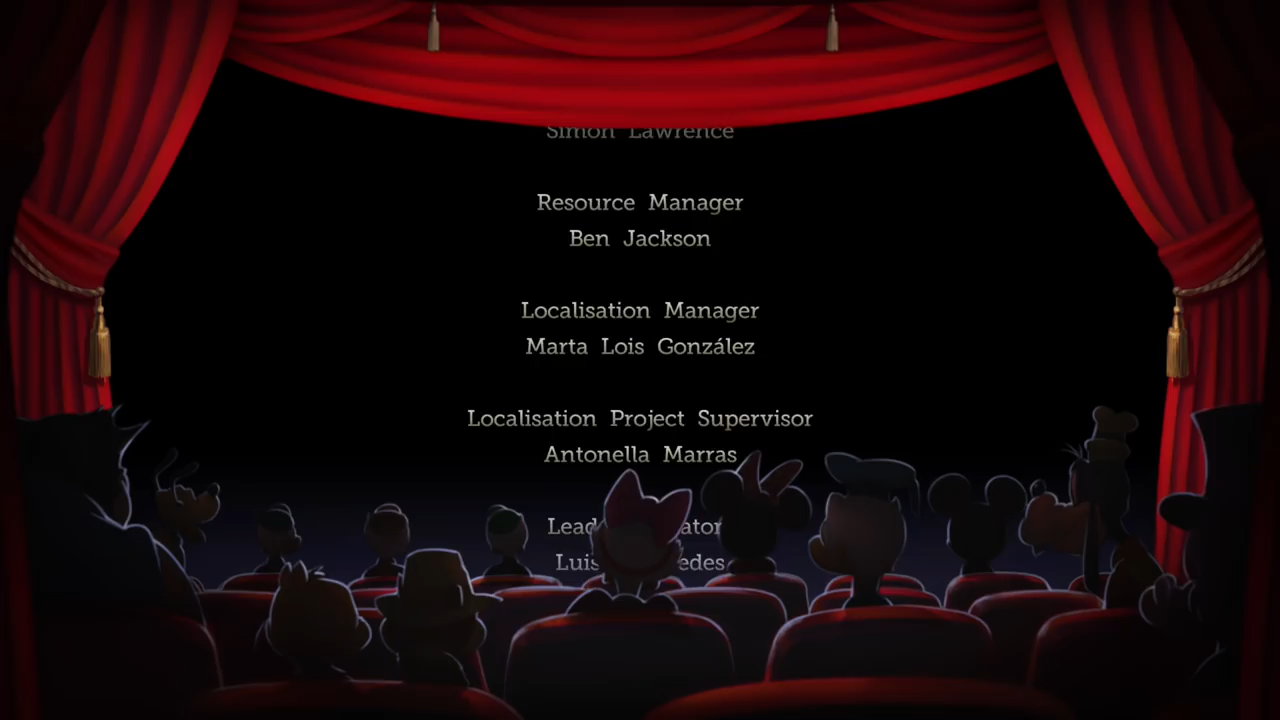 Simon Lawrence
Resource Manager
Ben Jackson
Localisation Manager
Marta Lois González
Localisation Project Supervisor
Antonella Marras